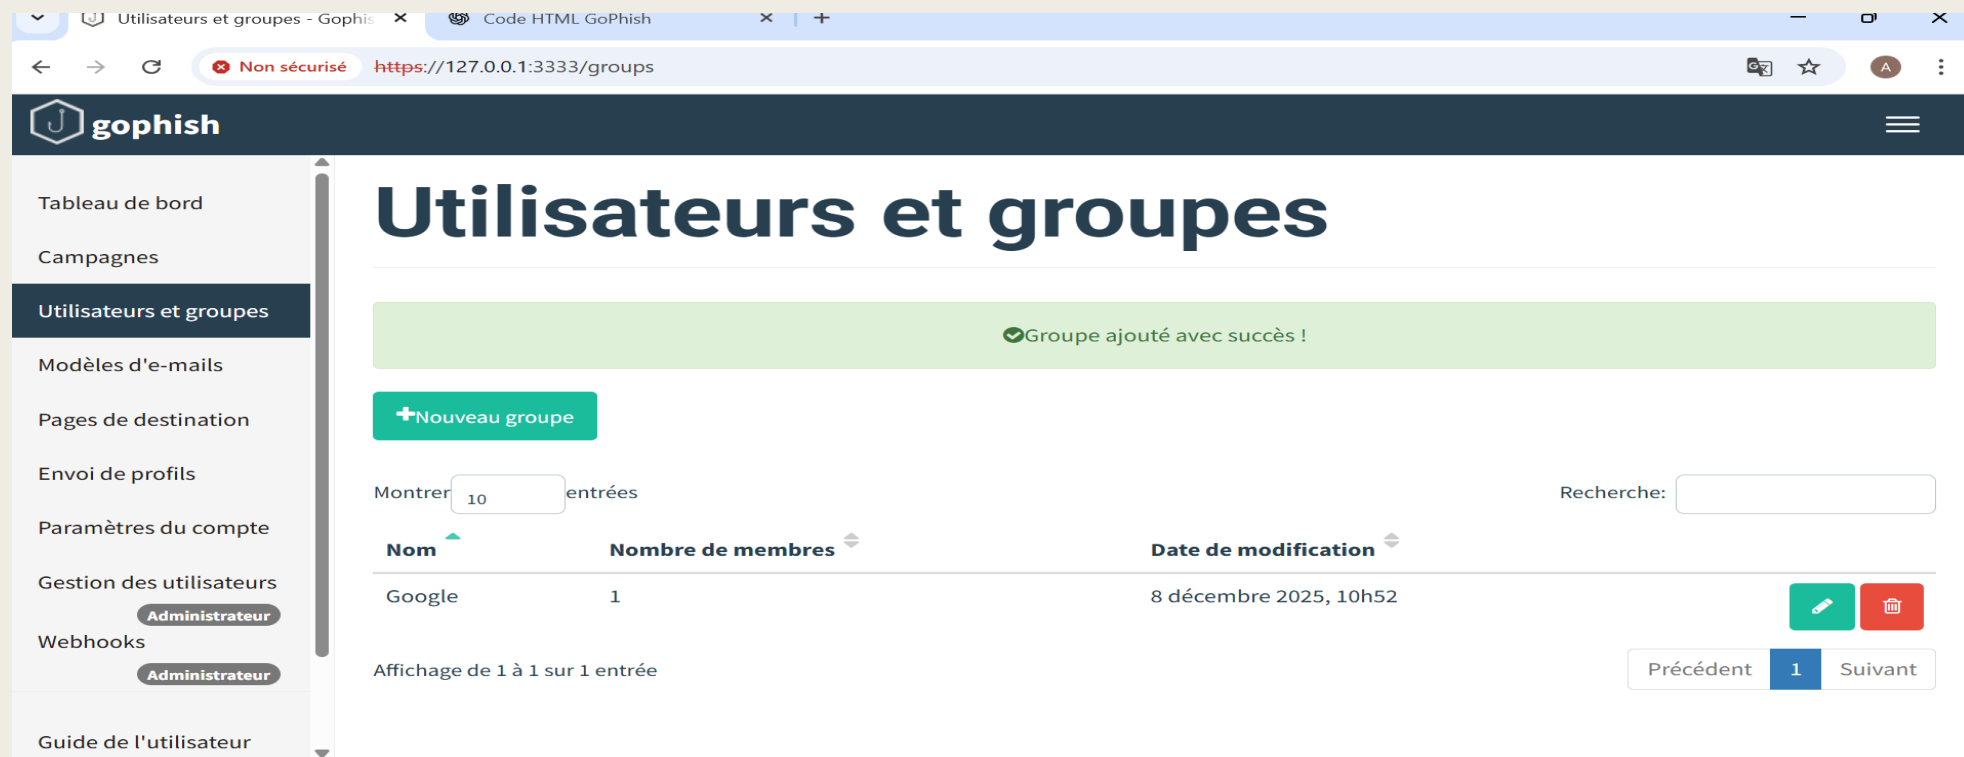 Utilisateurs et groupes - Gophis
Code HTML GoPhish
Non sécurisé https://127.0.0.1:3333/groups
A
gophish
Tableau de bord
Campagnes
Utilisateurs et groupes
Modèles d'e-mails
Pages de destination
Envoi de profils
Paramètres du compte
Gestion des utilisateurs
Administrateur
Webhooks
Administrateur
Guide de l'utilisateur
Utilisateurs et groupes
Groupe ajouté avec succès !
Nouveau groupe
Montrer 10 entrées
Recherche:
Nom Nombre de membres Date de modification
Google 1 8 décembre 2025, 10h52
Affichage de 1 à 1 sur 1 entrée
Précédent 1 Suivant